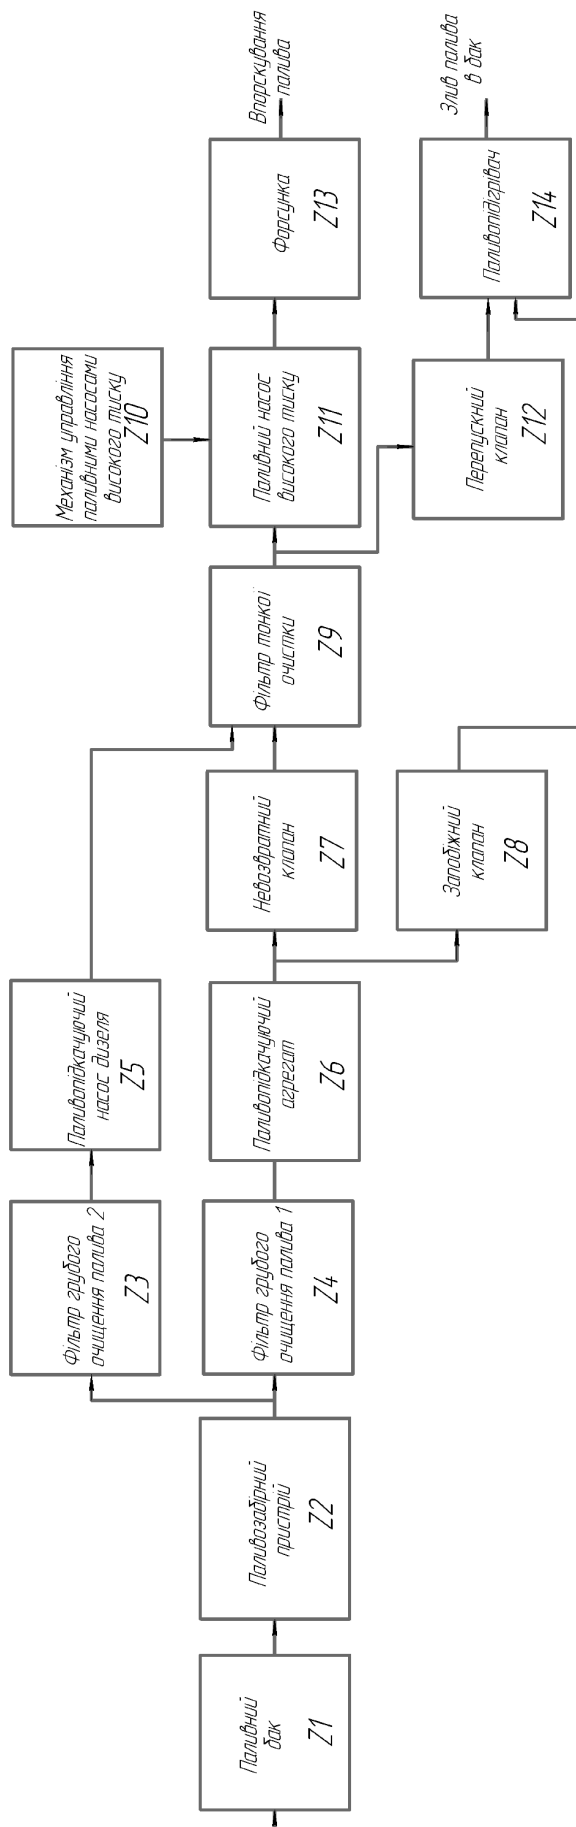 Паливний
бак
Z1
Паливозабірний
пристрій
Z2
Фільтр грубого
очищення палива 2
Z3
Фільтр грубого
очищення палива 1
Z4
Паливопідкачуючий
насос дизеля
Z5
Паливопідкачуючий
агрегат
Z6
Невозвратний
клапан
Z7
Запобіжний
клапан
Z8
Фільтр тонкої
очистки
Z9
Механізм управління
паливними насосами
високого тиску
Z10
Паливний насос
високого тиску
Z11
Перепускний
клапан
Z12
Форсунка
Z13
Паливопідігрівач
Z14
Впорскування
палива
Злив палива
в бак